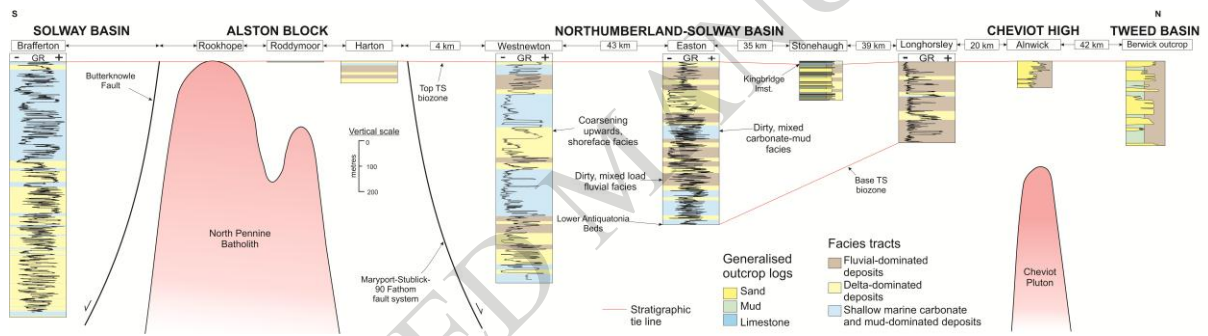 S
N
SOLWAY BASIN
ALSTON BLOCK
NORTHUMBERLAND-SOLWAY BASIN
CHEVIOT HIGH
TWEED BASIN
Brafferton
Rookhope
Roddymoor
Harton
4 km
Westnewton
43 km
Easton
35 km
Stonehaugh
39 km
Longhorsley
20 km
Alnwick
42 km
Berwick outcrop
- GR +
- GR +
- GR +
- GR +
Butterknowle
Fault
Top TS
biozone
Kingbridge
lmst.
Vertical scale
0
metres
100
200
Coarsening
upwards,
shoreface facies
Dirty, mixed
carbonate-mud
facies
Dirty, mixed load
fluvial facies
Base TS
biozone
Lower Antiquatonia
Beds
North Pennine
Batholith
Maryport-Stublick-
90 Fathom
fault system
Cheviot
Pluton
Stratigraphic
tie line
Generalised
outcrop logs
Sand
Mud
Limestone
Facies tracts
Fluvial-dominated
deposits
Delta-dominated
deposits
Shallow marine carbonate
and mud-dominated deposits